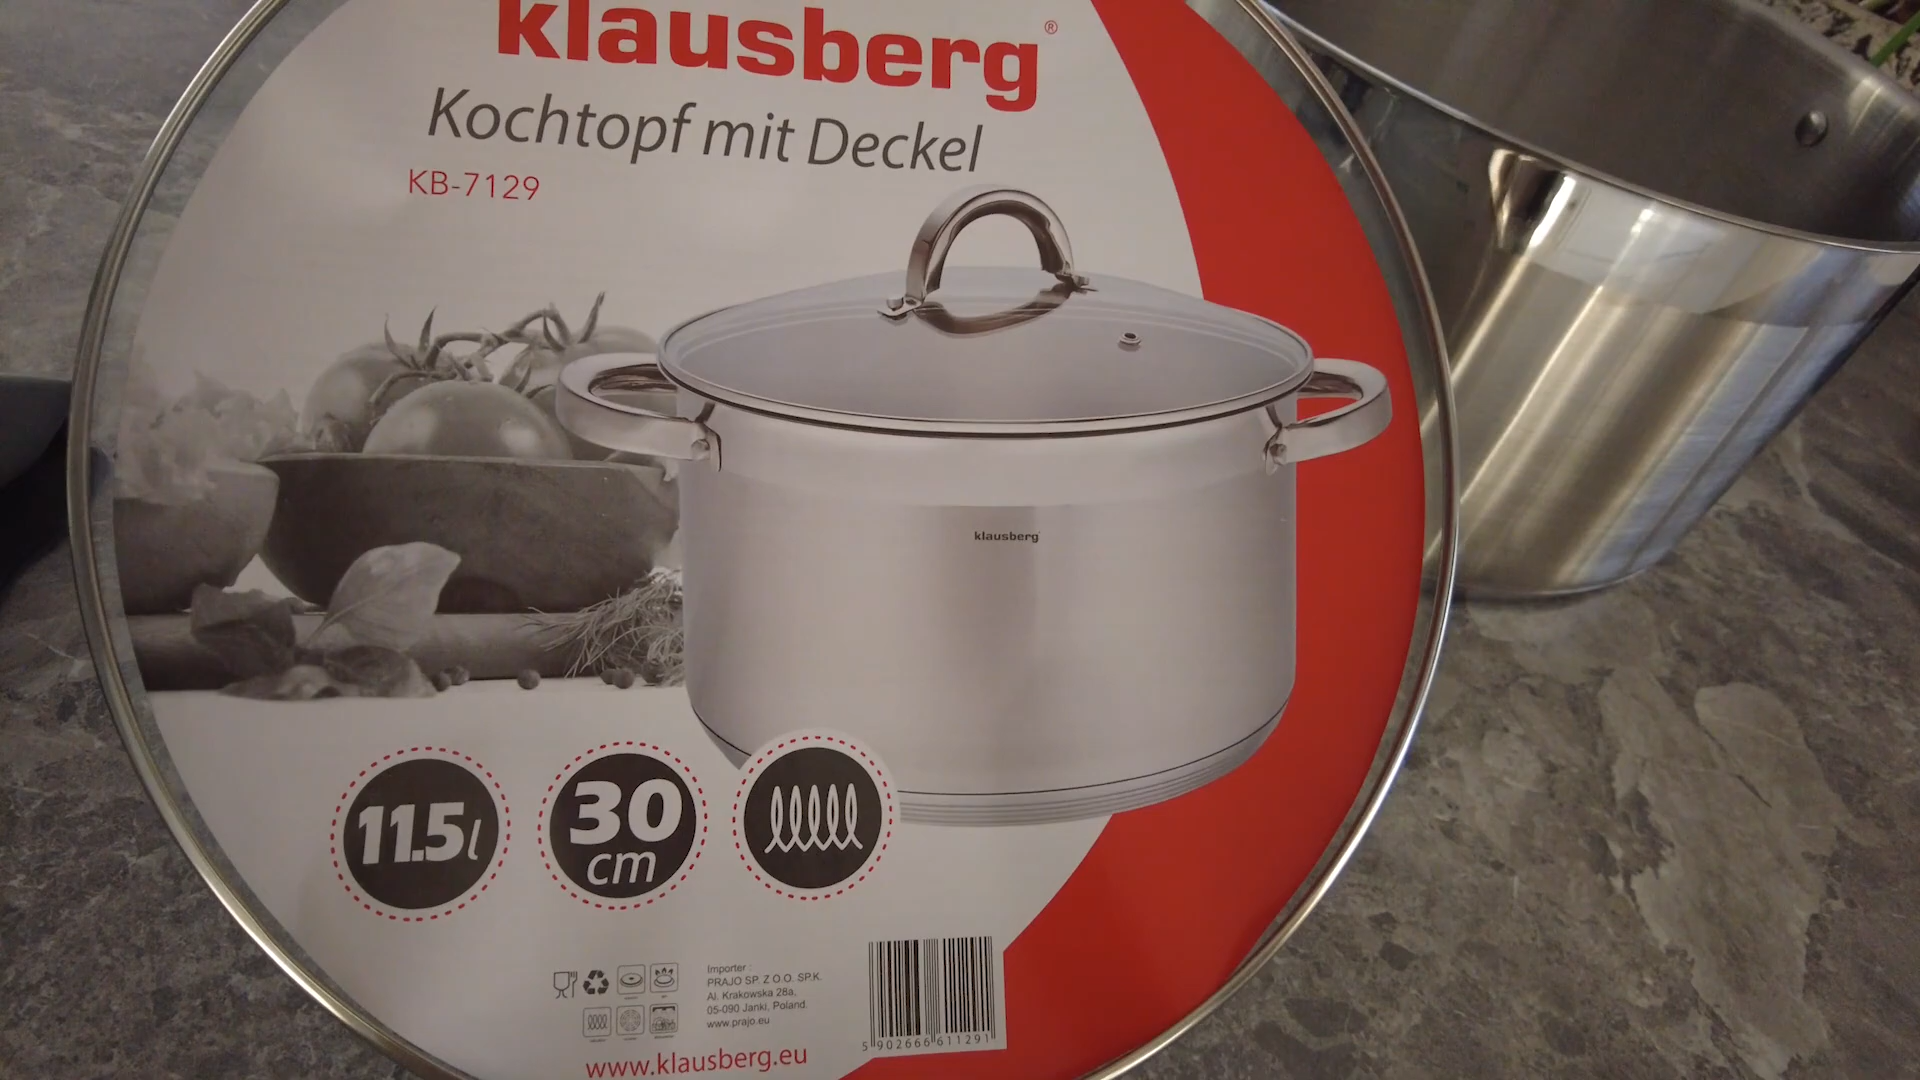 klausberg®
Kochtopf mit Deckel
KB-7129
klausberg
11.5l
30
cm
Importer :
PRAJO SP. Z O.O. SP.K.
Al. Krakowska 28a,
05-090 Janki, Poland.
www.prajo.eu
5 902666 611291
www.klausberg.eu